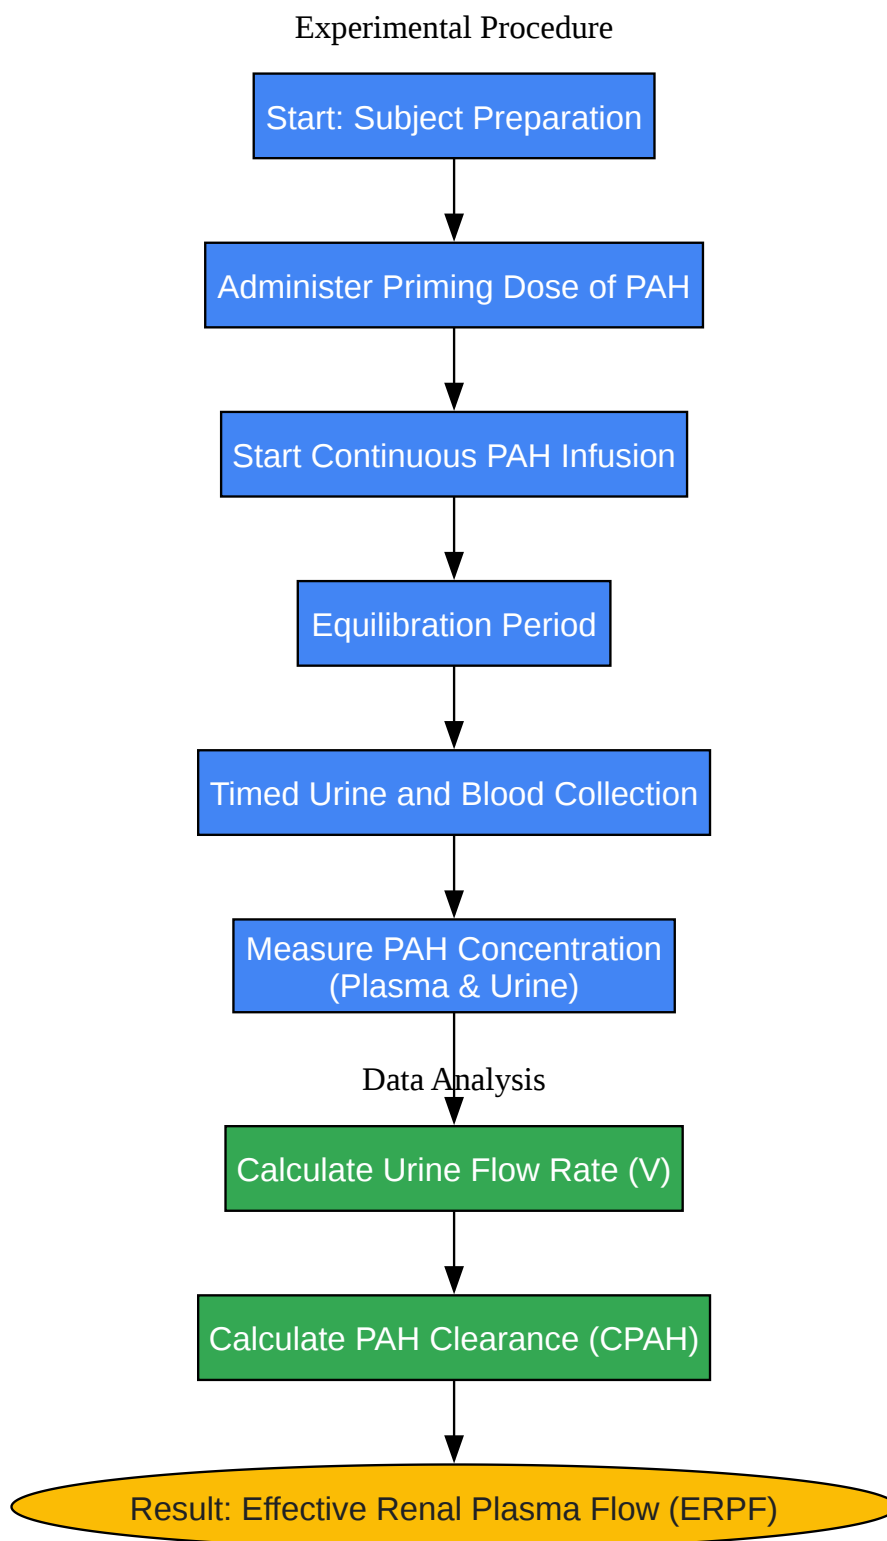 Experimental Procedure
Start: Subject Preparation
Administer Priming Dose of PAH
Start Continuous PAH Infusion
Equilibration Period
Timed Urine and Blood Collection
Measure PAH Concentration
(Plasma & Urine)
Data Analysis
Calculate Urine Flow Rate (V)
Calculate PAH Clearance (CPAH)
Result: Effective Renal Plasma Flow (ERPF)